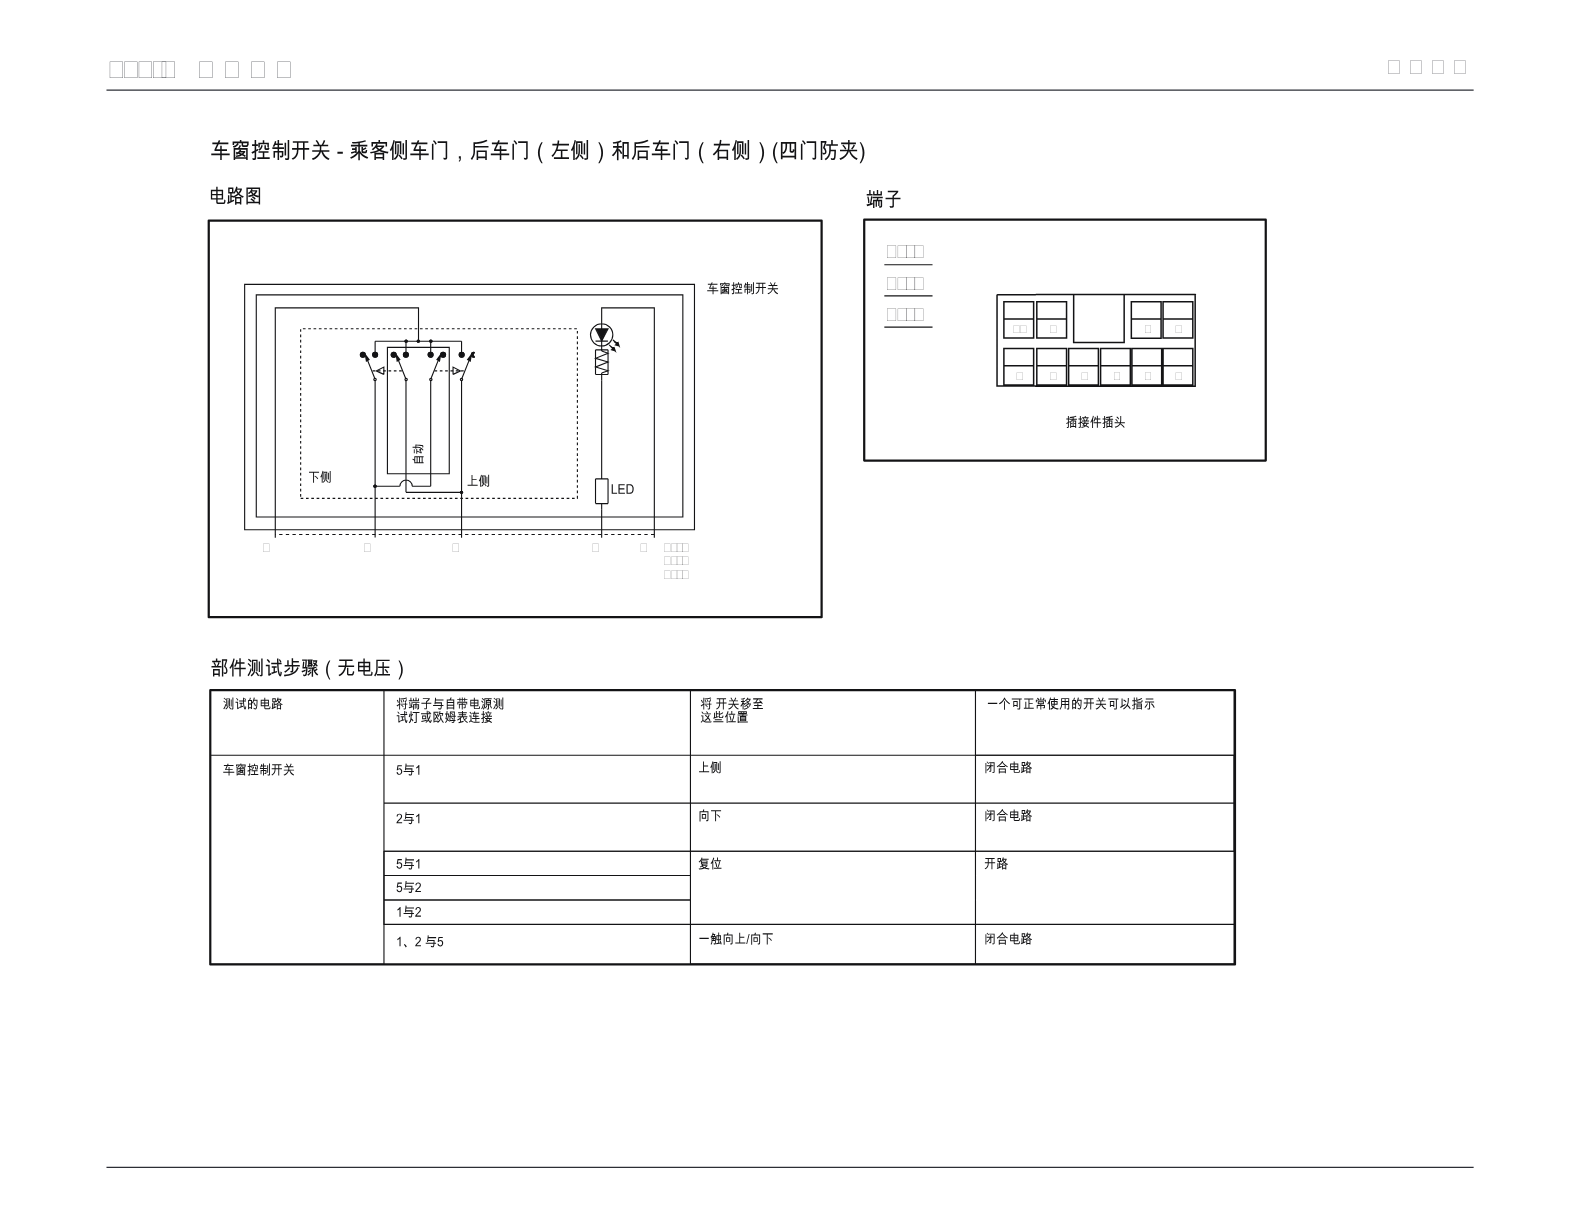 车窗控制开关 - 乘客侧车门，后车门（左侧）和后车门（右侧）(四门防夹)
电路图
端子
车窗控制开关
自动
下侧
上侧
LED
插接件插头
部件测试步骤（无电压）
测试的电路
将端子与自带电源测
试灯或欧姆表连接
将 开关移至
这些位置
一个可正常使用的开关可以指示
车窗控制开关
5与1
上侧
闭合电路
2与1
向下
闭合电路
5与1
复位
开路
5与2
1与2
1、2 与5
一触向上/向下
闭合电路